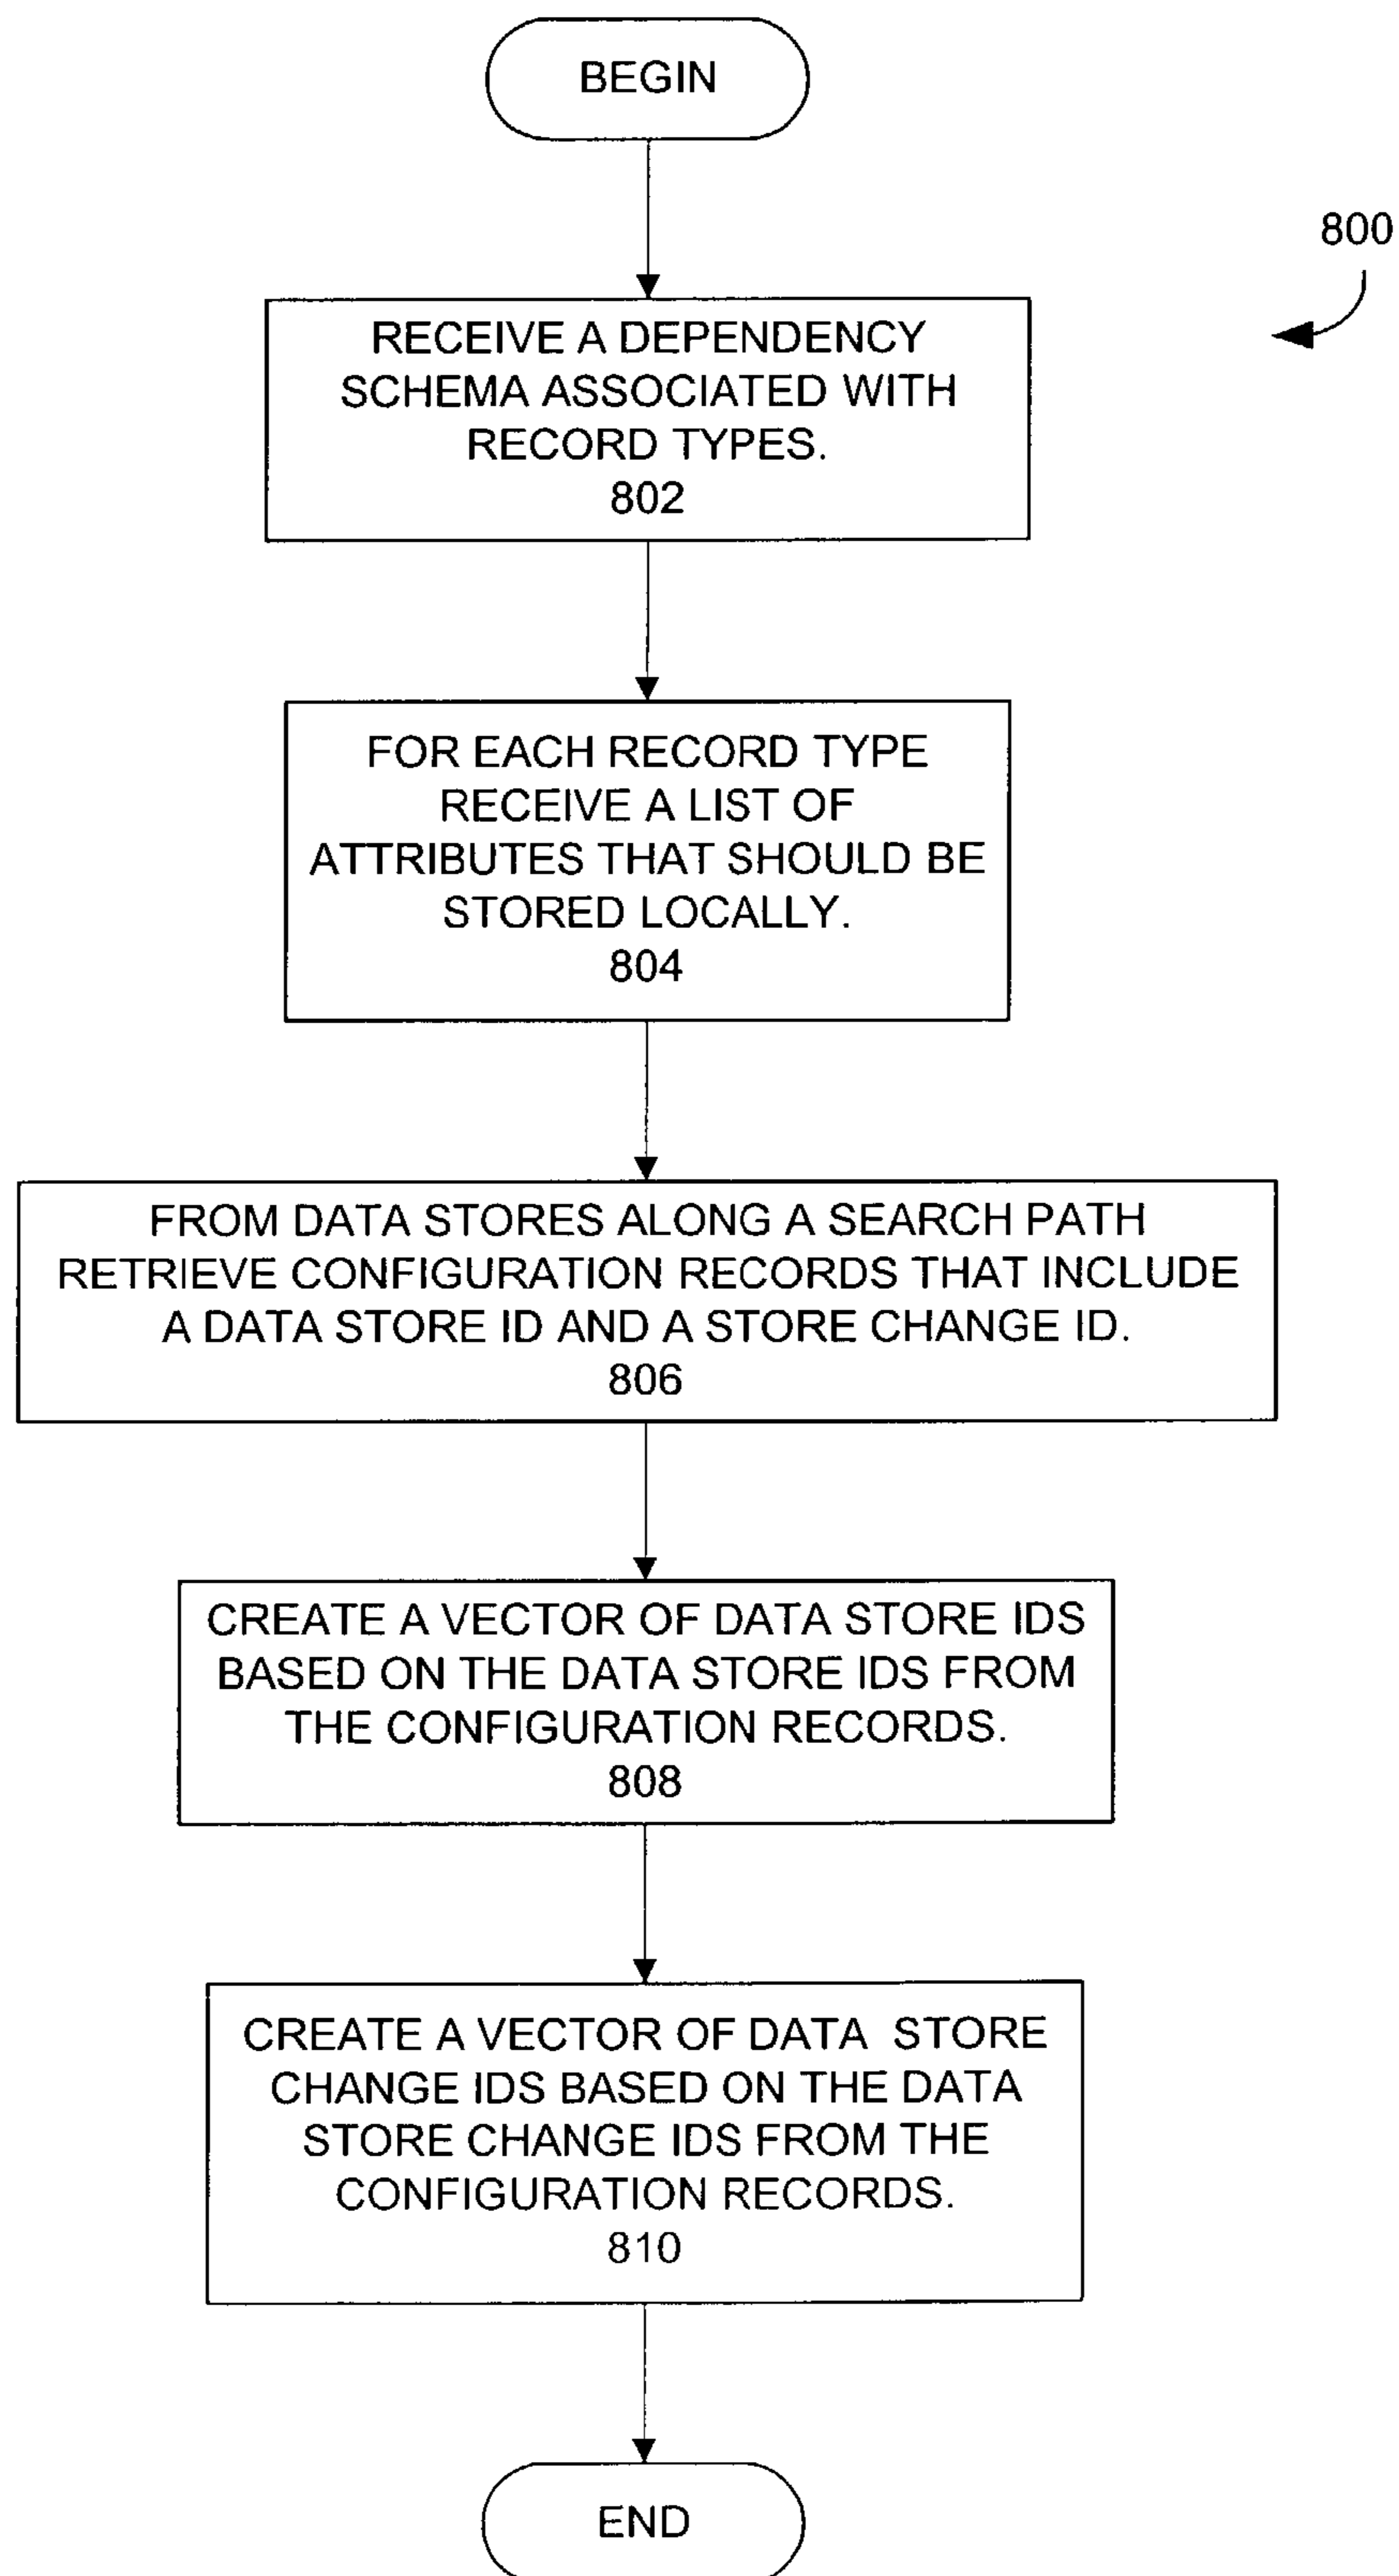 BEGIN
800
RECEIVE A DEPENDENCY
SCHEMA ASSOCIATED WITH
RECORD TYPES.
802
FOR EACH RECORD TYPE
RECEIVE A LIST OF
ATTRIBUTES THAT SHOULD BE
STORED LOCALLY.
804
FROM DATA STORES ALONG A SEARCH PATH
RETRIEVE CONFIGURATION RECORDS THAT INCLUDE
A DATA STORE ID AND A STORE CHANGE ID.
806
CREATE A VECTOR OF DATA STORE IDS
BASED ON THE DATA STORE IDS FROM
THE CONFIGURATION RECORDS.
808
CREATE A VECTOR OF DATA STORE
CHANGE IDS BASED ON THE DATA
STORE CHANGE IDS FROM THE
CONFIGURATION RECORDS.
810
END